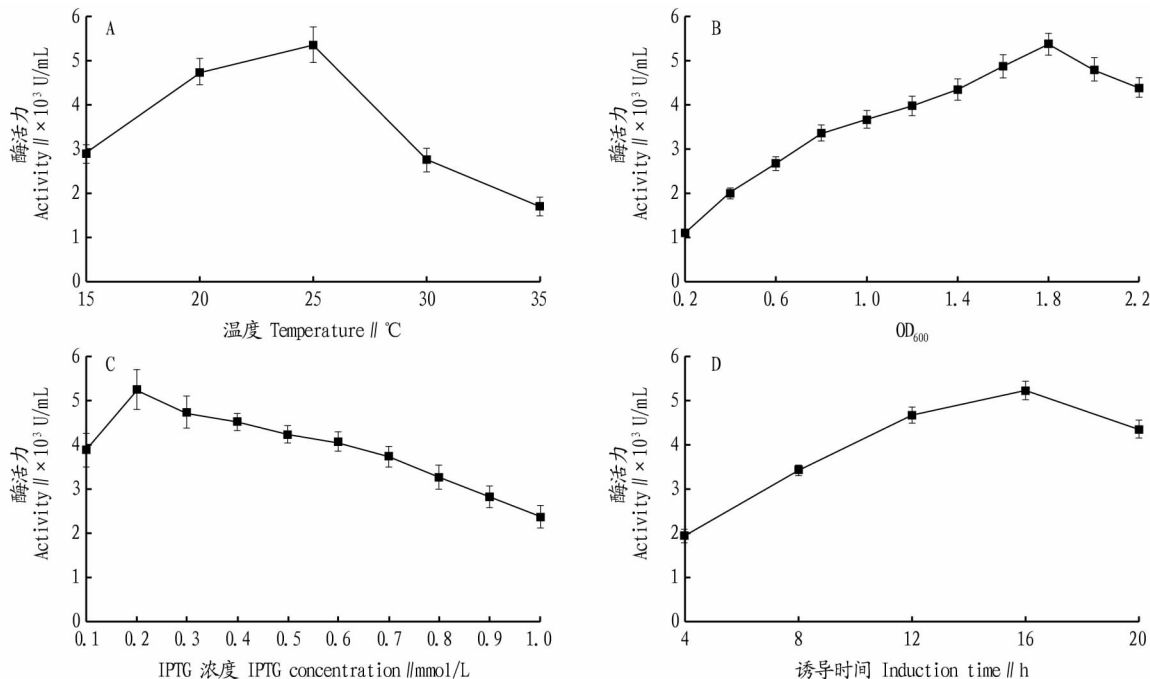 A
6
5
4
3
2
1
0
酶活力
Activity∥×10³ U/mL
15 20 25 30 35
温度 Temperature∥℃
B
6
5
4
3
2
1
0
酶活力
Activity∥×10³ U/mL
0.2 0.6 1.0 1.4 1.8 2.2
OD₆₀₀
C
6
5
4
3
2
1
0
酶活力
Activity∥×10³ U/mL
0.1 0.2 0.3 0.4 0.5 0.6 0.7 0.8 0.9 1.0
IPTG 浓度 IPTG concentration∥mmol/L
D
6
5
4
3
2
1
0
酶活力
Activity∥×10³ U/mL
4 8 12 16 20
诱导时间 Induction time∥h